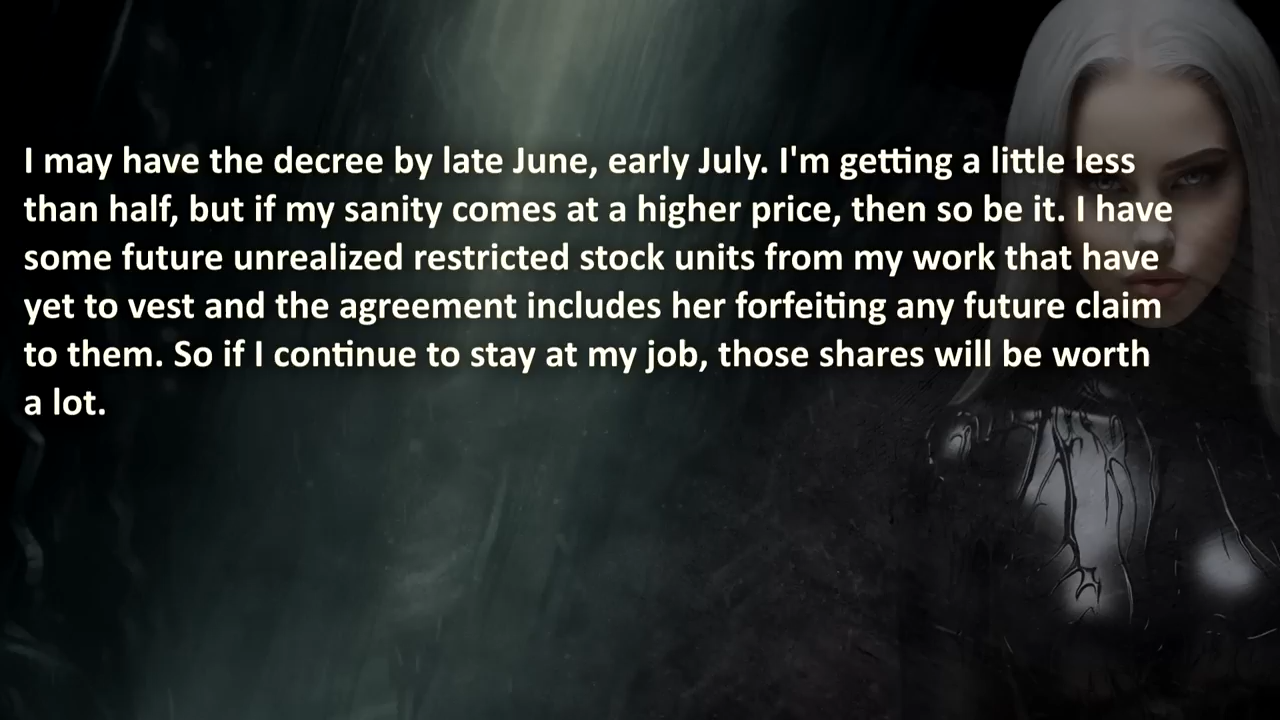 I may have the decree by late June, early July. I'm getting a little less
than half, but if my sanity comes at a higher price, then so be it. I have
some future unrealized restricted stock units from my work that have
yet to vest and the agreement includes her forfeiting any future claim
to them. So if I continue to stay at my job, those shares will be worth
a lot.